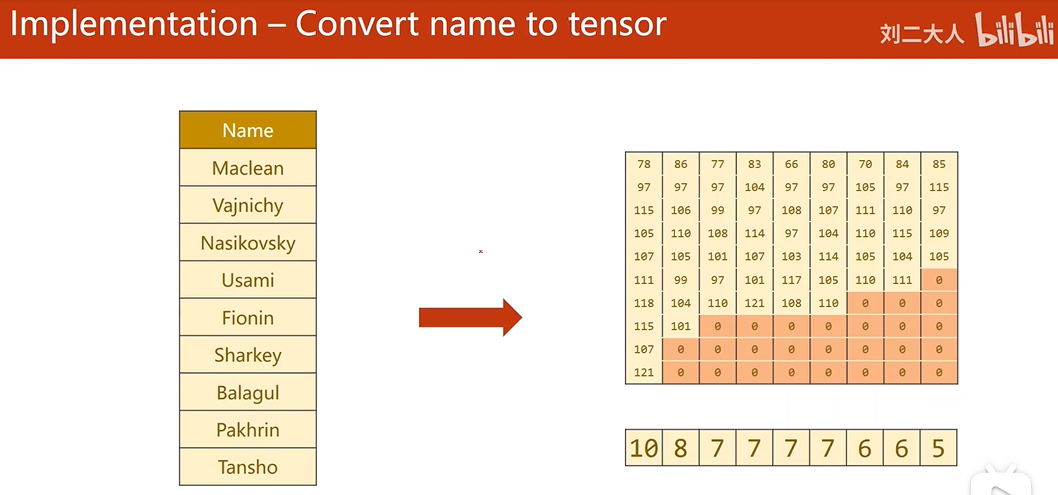 Implementation – Convert name to tensor
刘二大人 bilibili
Name
Maclean
Vajnichy
Nasikovsky
Usami
Fionin
Sharkey
Balagul
Pakhrin
Tansho
78 86 77 83 66 80 70 84 85
97 97 97 104 97 97 105 97 115
115 106 99 97 108 107 111 110 97
105 110 108 114 97 104 110 115 109
107 105 101 107 103 114 105 104 105
111 99 97 101 117 105 110 111 0
118 104 110 121 108 110 0 0 0
115 101 0 0 0 0 0 0 0
107 0 0 0 0 0 0 0 0
121 0 0 0 0 0 0 0 0
10 8 7 7 7 7 6 6 5